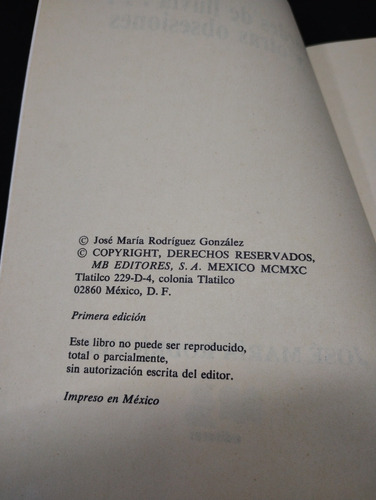 © José María Rodríguez González
© COPYRIGHT, DERECHOS RESERVADOS,
MB EDITORES, S. A. MEXICO MCMXC
Tlatilco 229-D-4, colonia Tlatilco
02860 México, D. F.
Primera edición
Este libro no puede ser reproducido,
total o parcialmente,
sin autorización escrita del editor.
Impreso en México